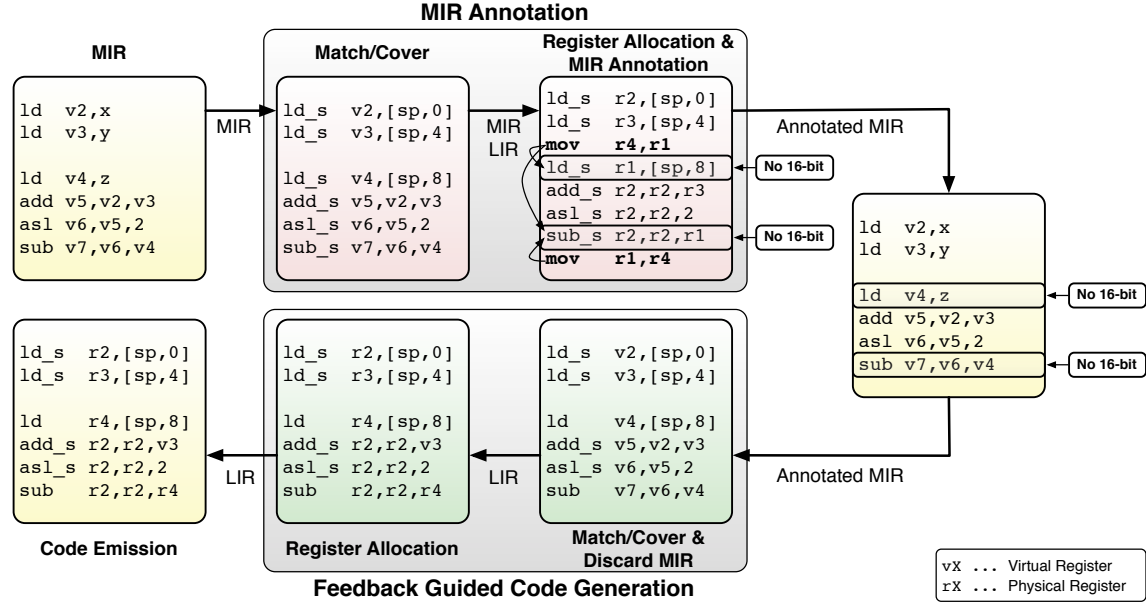 MIR Annotation
MIR
ld v2,x
ld v3,y
ld v4,z
add v5,v2,v3
asl v6,v5,2
sub v7,v6,v4
MIR
Match/Cover
ld_s v2,[sp,0]
ld_s v3,[sp,4]
ld_s v4,[sp,8]
add_s v5,v2,v3
asl_s v6,v5,2
sub_s v7,v6,v4
MIR
LIR
Register Allocation &
MIR Annotation
ld_s r2,[sp,0]
ld_s r3,[sp,4]
mov r4,r1
ld_s r1,[sp,8]
add_s r2,r2,r3
asl_s r2,r2,2
sub_s r2,r2,r1
mov r1,r4
No 16-bit
No 16-bit
Annotated MIR
ld v2,x
ld v3,y
ld v4,z
add v5,v2,v3
asl v6,v5,2
sub v7,v6,v4
No 16-bit
No 16-bit
Annotated MIR
ld_s v2,[sp,0]
ld_s v3,[sp,4]
ld v4,[sp,8]
add_s v5,v2,v3
asl_s v6,v5,2
sub v7,v6,v4
Match/Cover &
Discard MIR
LIR
ld_s r2,[sp,0]
ld_s r3,[sp,4]
ld r4,[sp,8]
add_s r2,r2,v3
asl_s r2,r2,2
sub r2,r2,r4
Register Allocation
LIR
ld_s r2,[sp,0]
ld_s r3,[sp,4]
ld r4,[sp,8]
add_s r2,r2,v3
asl_s r2,r2,2
sub r2,r2,r4
Code Emission
Feedback Guided Code Generation
vX ... Virtual Register
rX ... Physical Register